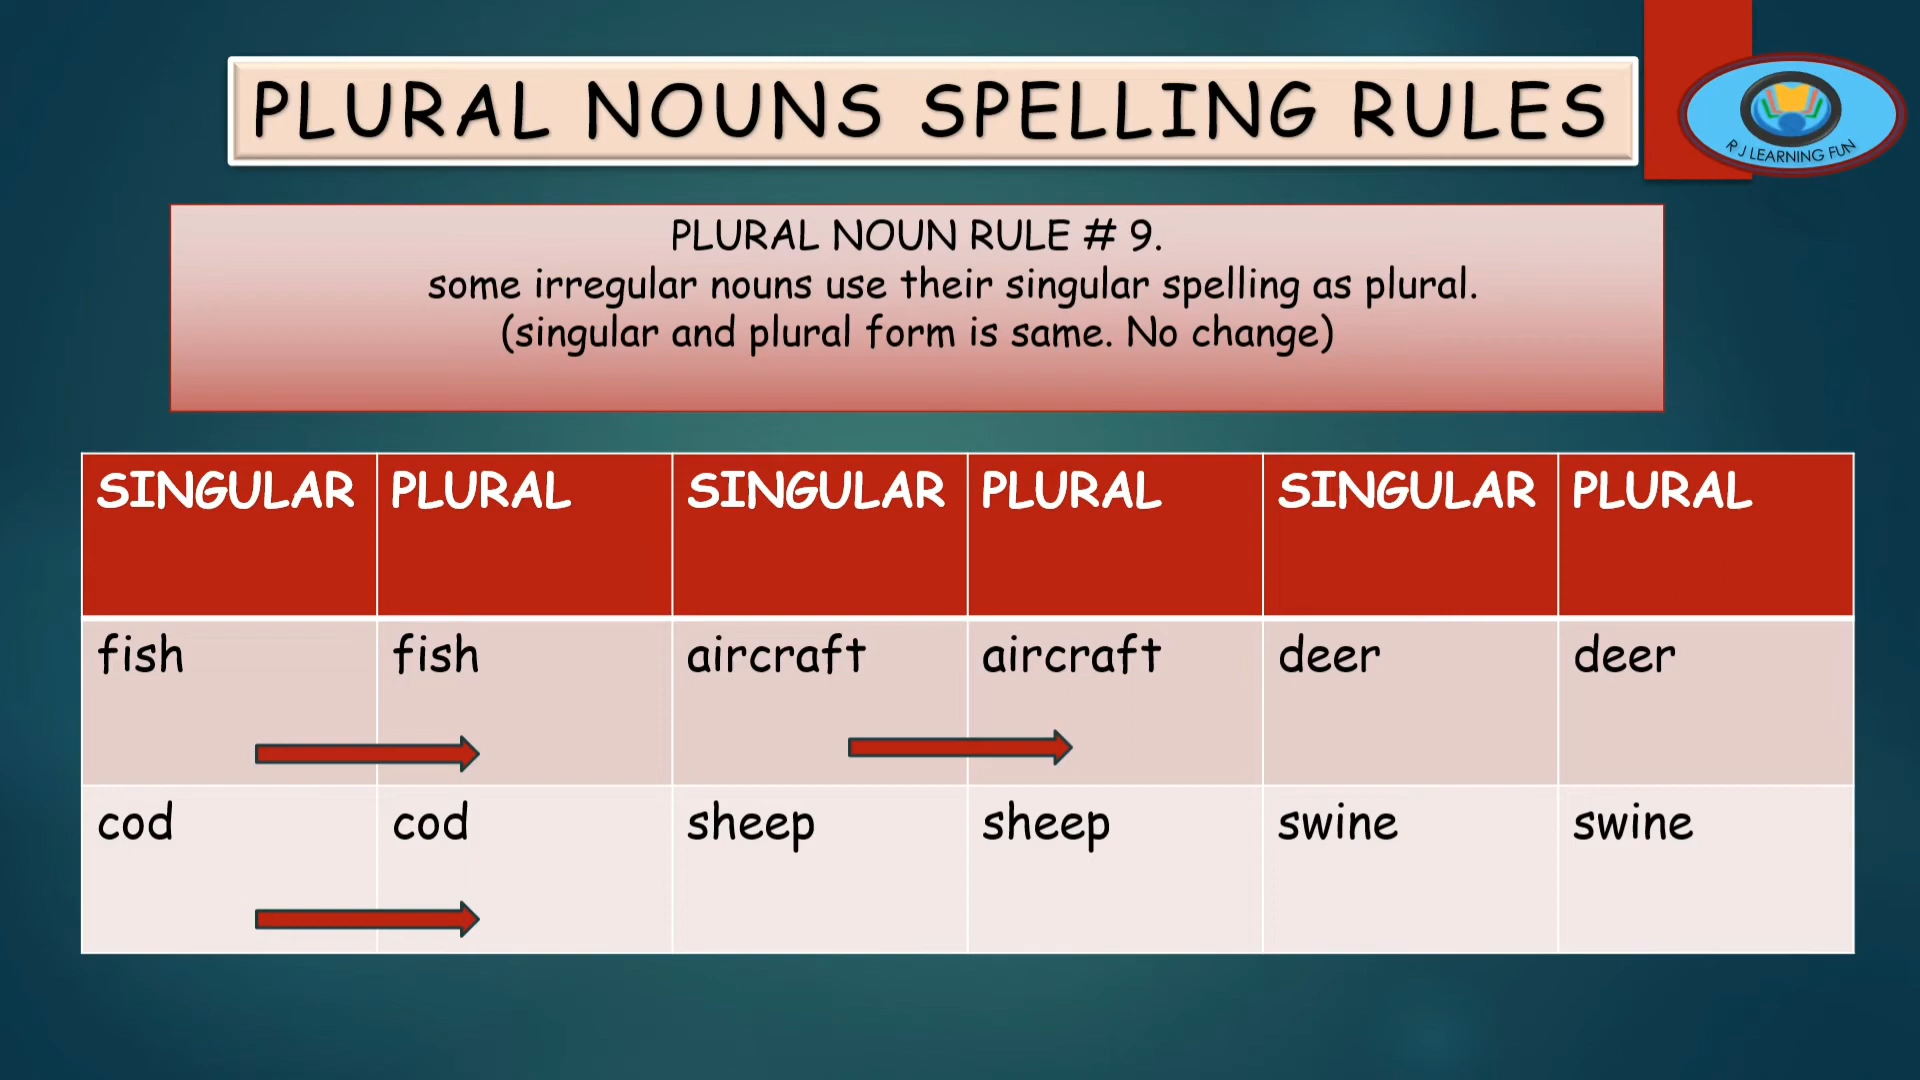 PLURAL NOUNS SPELLING RULES
R J LEARNING FUN
PLURAL NOUN RULE # 9.
some irregular nouns use their singular spelling as plural.
(singular and plural form is same. No change)
SINGULAR PLURAL SINGULAR PLURAL SINGULAR PLURAL
fish fish aircraft aircraft deer deer
cod cod sheep sheep swine swine